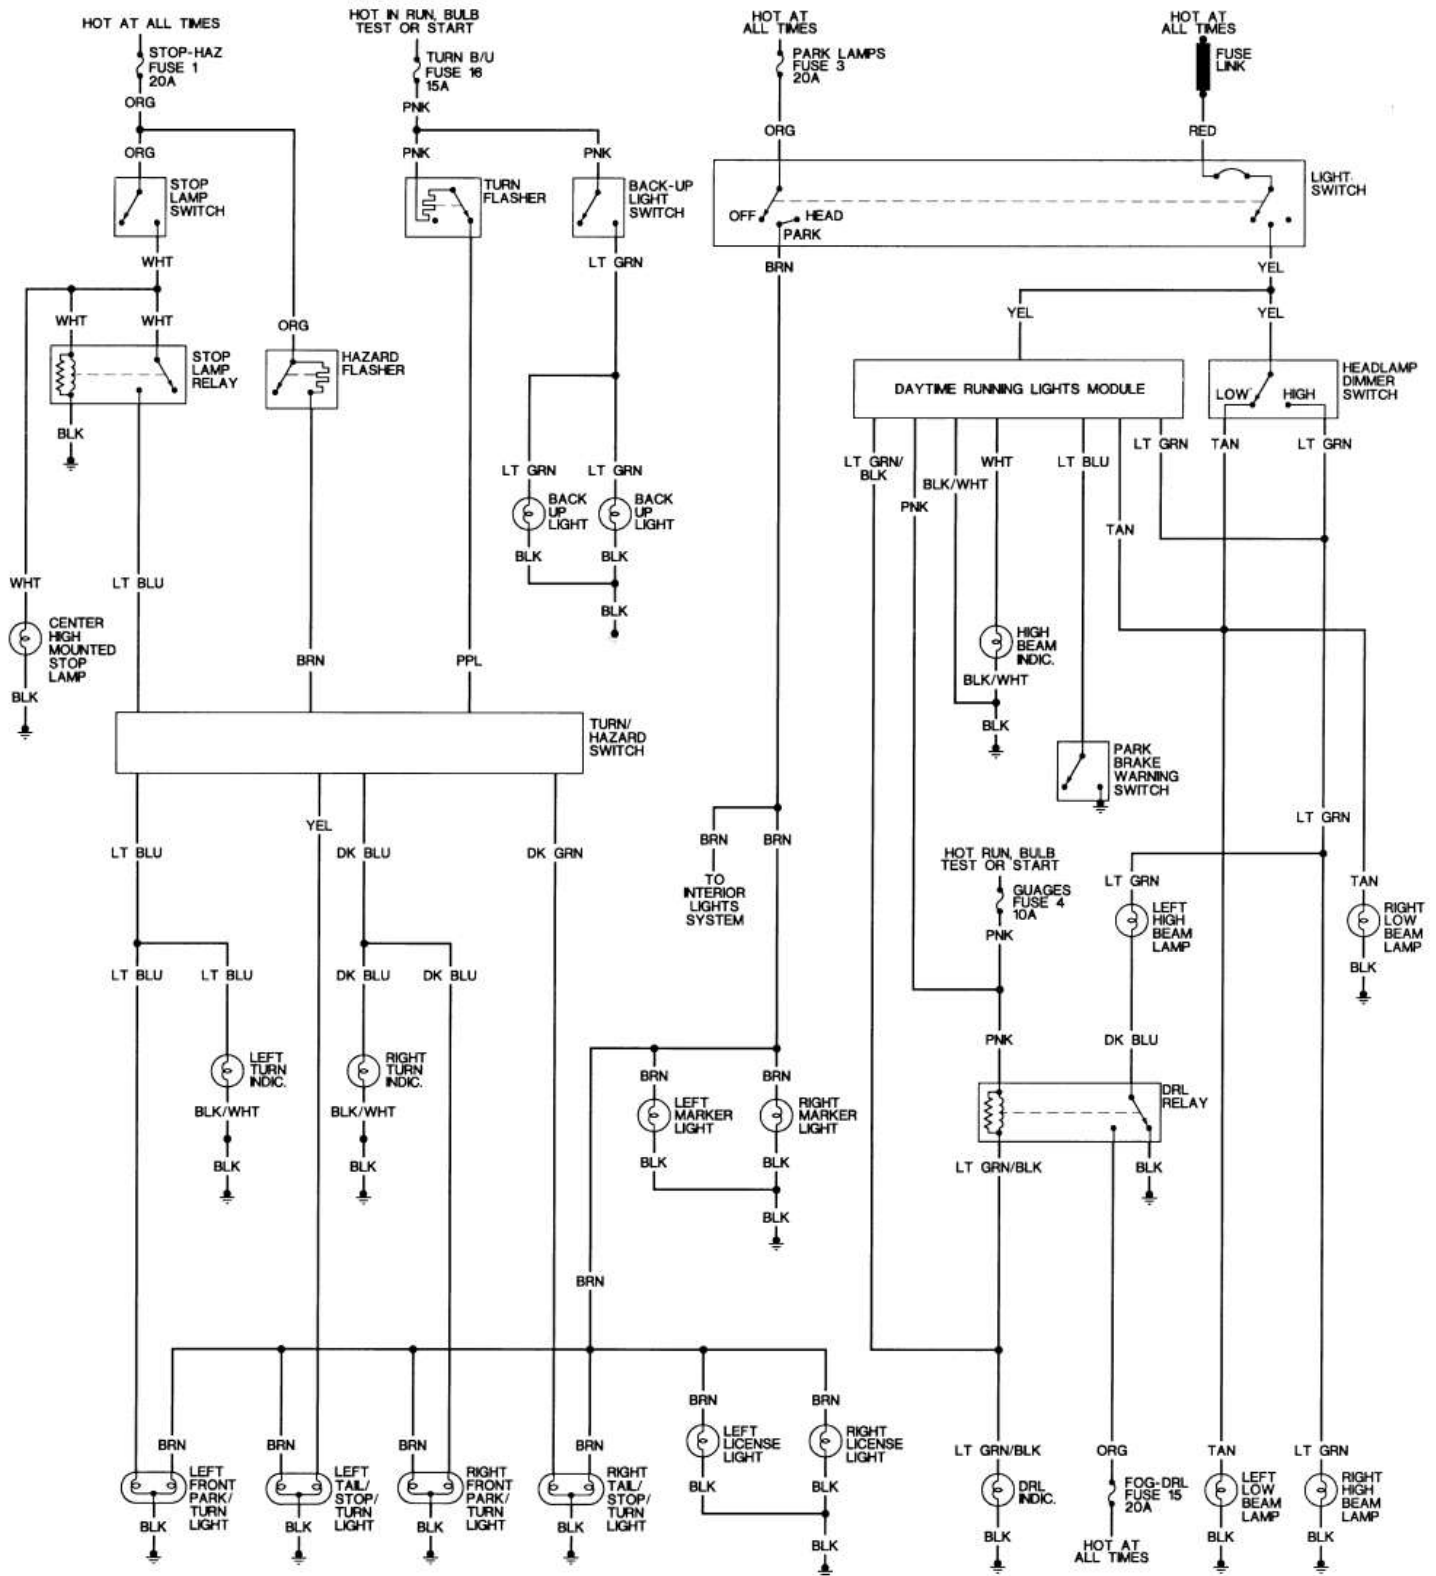 HOT AT ALL TIMES
STOP-HAZ
FUSE 1
20A
ORG
ORG
STOP
LAMP
SWITCH
WHT
WHT
WHT
STOP
LAMP
RELAY
BLK
WHT
CENTER
HIGH
MOUNTED
STOP
LAMP
BLK
LT BLU
ORG
HAZARD
FLASHER
BRN
HOT IN RUN, BULB
TEST OR START
TURN B/U
FUSE 16
15A
PNK
PNK
PNK
TURN
FLASHER
BACK-UP
LIGHT
SWITCH
LT GRN
LT GRN
LT GRN
BACK
UP
LIGHT
BACK
UP
LIGHT
BLK
BLK
BLK
PPL
TURN/
HAZARD
SWITCH
LT BLU
YEL
DK BLU
DK GRN
LT BLU
LT BLU
DK BLU
DK BLU
LEFT
TURN
INDIC.
RIGHT
TURN
INDIC.
BLK/WHT
BLK/WHT
BLK
BLK
HOT AT
ALL TIMES
PARK LAMPS
FUSE 3
20A
ORG
HOT AT
ALL TIMES
FUSE
LINK
RED
LIGHT
SWITCH
OFF
HEAD
PARK
BRN
YEL
YEL
YEL
DAYTIME RUNNING LIGHTS MODULE
HEADLAMP
DIMMER
SWITCH
LOW
HIGH
LT GRN/
BLK
PNK
BLK/WHT
WHT
LT BLU
TAN
LT GRN
TAN
LT GRN
HIGH
BEAM
INDIC.
BLK/WHT
BLK
PARK
BRAKE
WARNING
SWITCH
BRN
BRN
TO
INTERIOR
LIGHTS
SYSTEM
HOT RUN, BULB
TEST OR START
GUAGES
FUSE 4
10A
PNK
LT GRN
LT GRN
LEFT
HIGH
BEAM
LAMP
TAN
RIGHT
LOW
BEAM
LAMP
BLK
PNK
DK BLU
DRL
RELAY
LT GRN/BLK
BLK
BRN
BRN
LEFT
MARKER
LIGHT
RIGHT
MARKER
LIGHT
BLK
BLK
BLK
BRN
BRN
BRN
BRN
BRN
LEFT
FRONT
PARK/
TURN
LIGHT
LEFT
TAIL/
STOP/
TURN
LIGHT
RIGHT
FRONT
PARK/
TURN
LIGHT
RIGHT
TAIL/
STOP/
TURN
LIGHT
BLK
BLK
BLK
BLK
BRN
BRN
LEFT
LICENSE
LIGHT
RIGHT
LICENSE
LIGHT
BLK
BLK
BLK
LT GRN/BLK
ORG
TAN
LT GRN
DRL
INDIC.
FOG-DRL
FUSE 15
20A
LEFT
LOW
BEAM
LAMP
RIGHT
HIGH
BEAM
LAMP
BLK
HOT AT
ALL TIMES
BLK
BLK